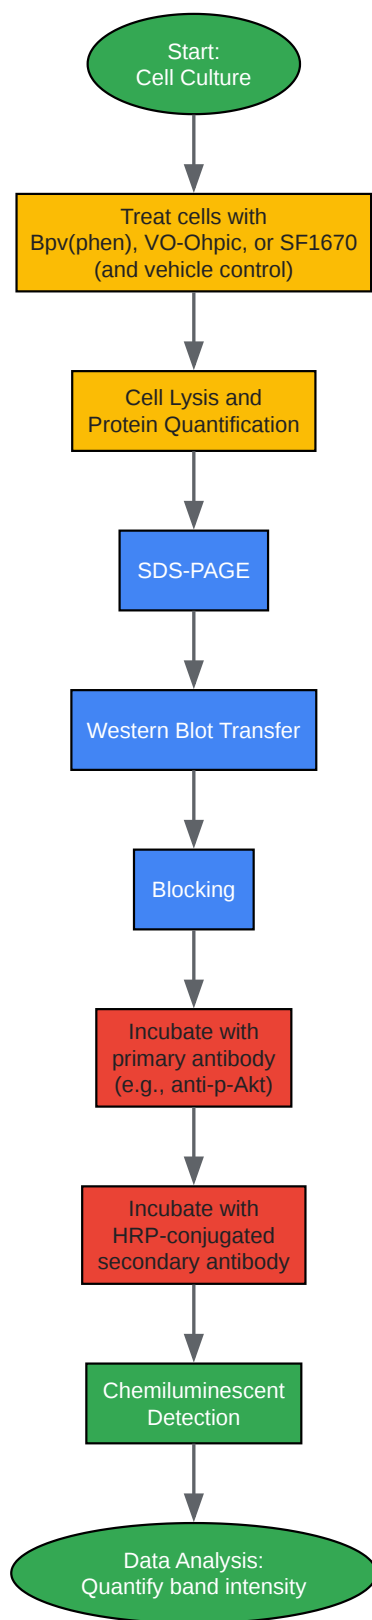 Start:
Cell Culture
Treat cells with
Bpv(phen), VO-Ohpic, or SF1670
(and vehicle control)
Cell Lysis and
Protein Quantification
SDS-PAGE
Western Blot Transfer
Blocking
Incubate with
primary antibody
(e.g., anti-p-Akt)
Incubate with
HRP-conjugated
secondary antibody
Chemiluminescent
Detection
Data Analysis:
Quantify band intensity